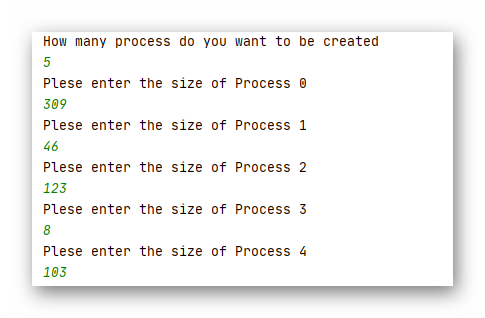 How many process do you want to be created
5
Plese enter the size of Process 0
309
Plese enter the size of Process 1
46
Plese enter the size of Process 2
123
Plese enter the size of Process 3
8
Plese enter the size of Process 4
103